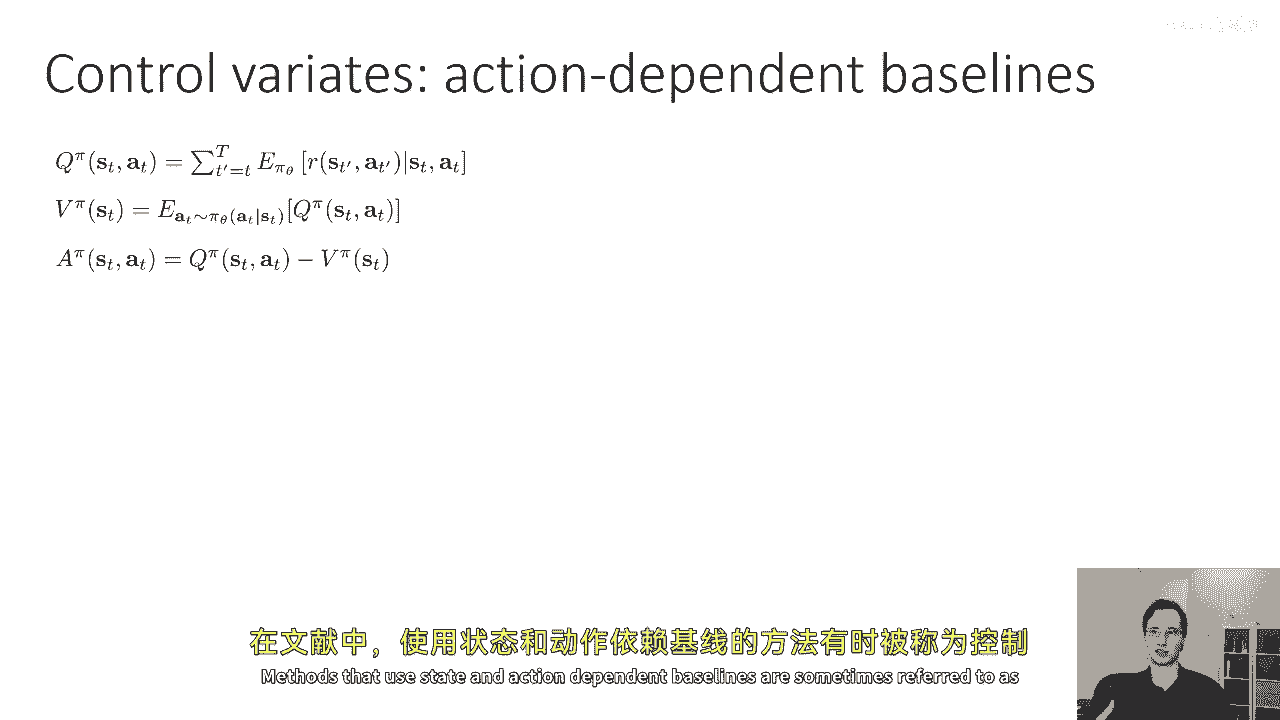 Control variates: action-dependent baselines
$Q^{\pi}(\mathbf{s}_t, \mathbf{a}_t) = \sum_{t'=t}^{T} E_{\pi_\theta} [r(\mathbf{s}_{t'}, \mathbf{a}_{t'})|\mathbf{s}_t, \mathbf{a}_t]$
$V^{\pi}(\mathbf{s}_t) = E_{\mathbf{a}_t \sim \pi_\theta(\mathbf{a}_t|\mathbf{s}_t)}[Q^{\pi}(\mathbf{s}_t, \mathbf{a}_t)]$
$A^{\pi}(\mathbf{s}_t, \mathbf{a}_t) = Q^{\pi}(\mathbf{s}_t, \mathbf{a}_t) - V^{\pi}(\mathbf{s}_t)$
在文献中，使用状态和动作依赖基线的方法有时被称为控制
Methods that use state and action dependent baselines are sometimes referred to as